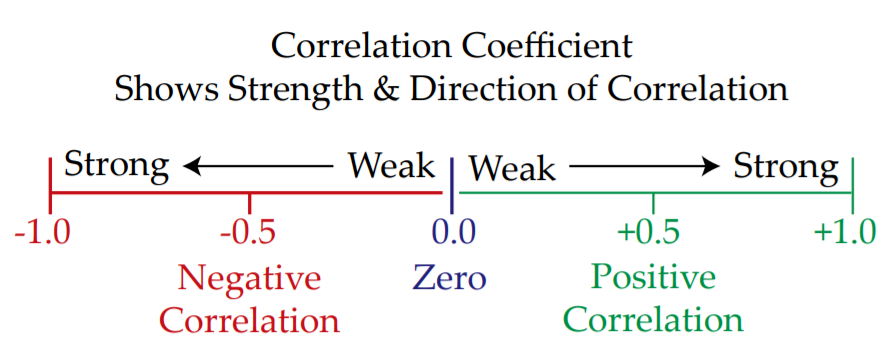 Correlation Coefficient
Shows Strength & Direction of Correlation
Strong Weak Weak Strong
-1.0 -0.5 0.0 +0.5 +1.0
Negative Zero Positive
Correlation Correlation